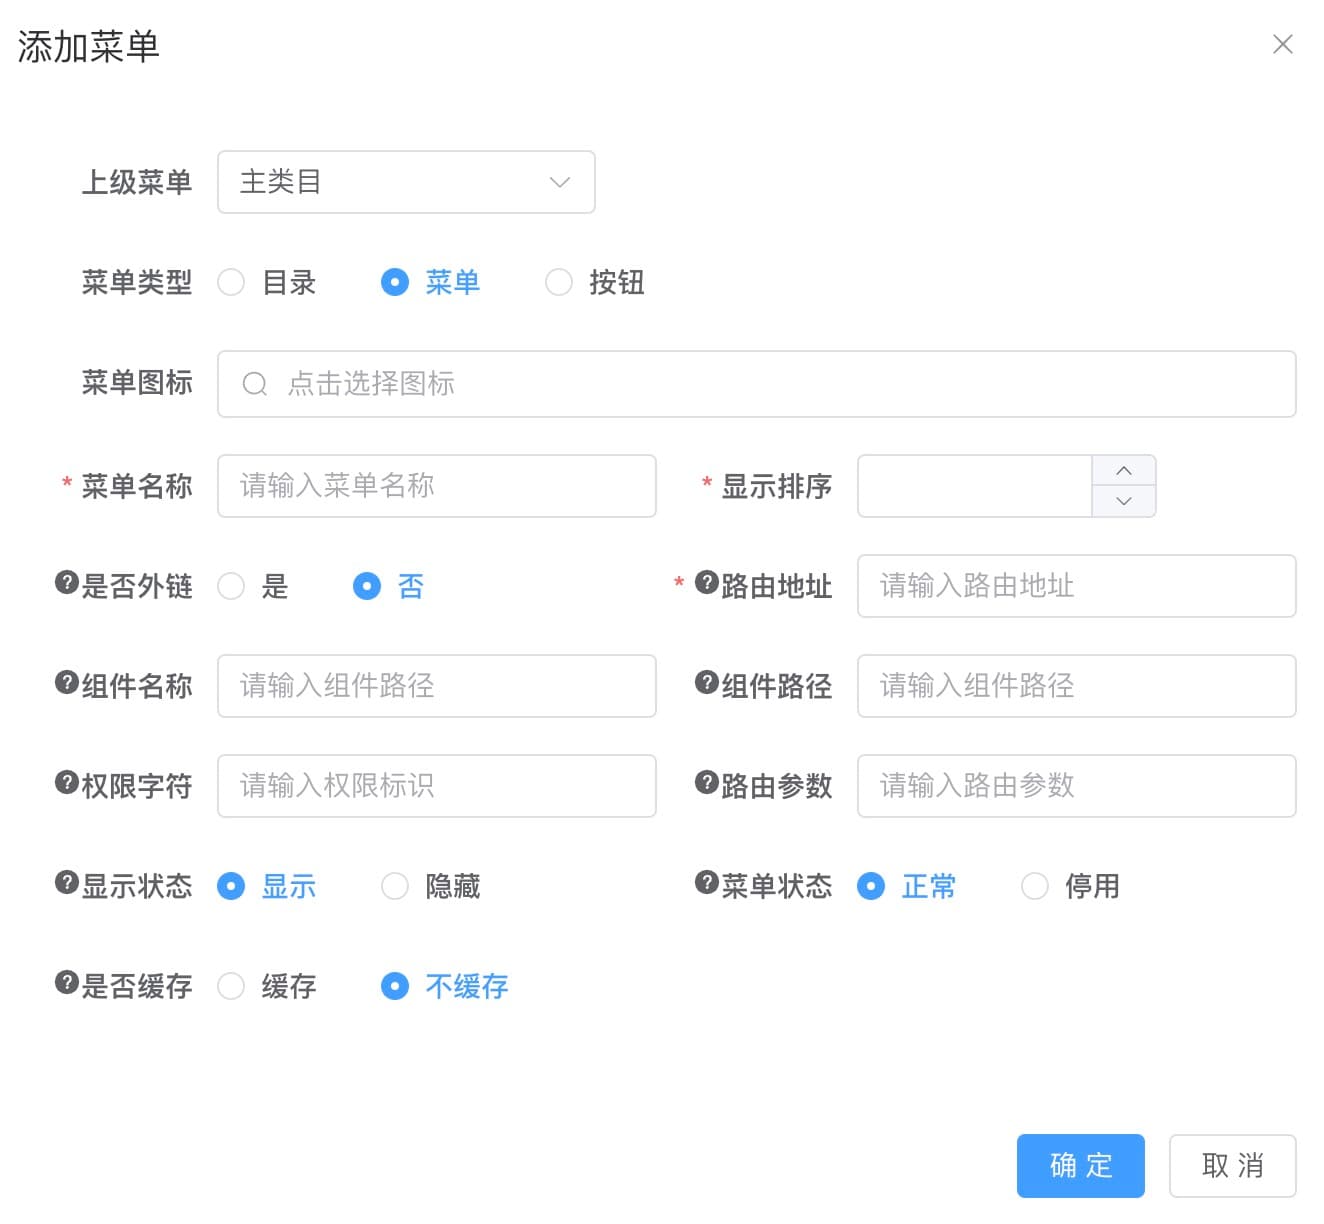 添加菜单
上级菜单 主类目
菜单类型 目录 菜单 按钮
菜单图标 点击选择图标
* 菜单名称 请输入菜单名称 * 显示排序
?是否外链 是 否 * ?路由地址 请输入路由地址
?组件名称 请输入组件路径 ?组件路径 请输入组件路径
?权限字符 请输入权限标识 ?路由参数 请输入路由参数
?显示状态 显示 隐藏 ?菜单状态 正常 停用
?是否缓存 缓存 不缓存
确 定 取 消